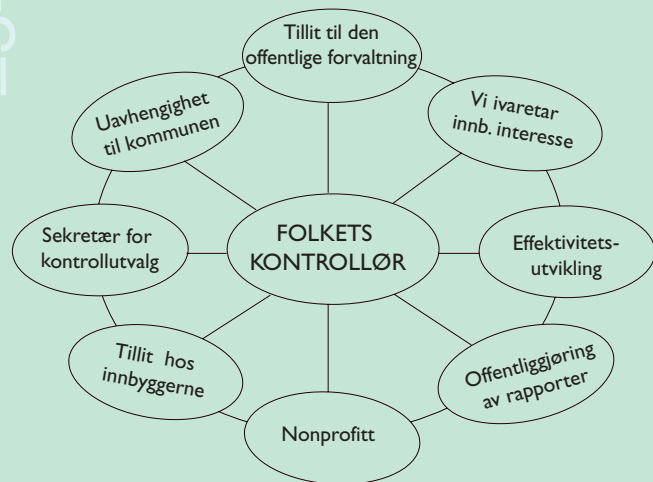 Tillit til den
offentlige forvaltning
Vi ivaretar
innb. interesse
Effektivitets-
utvikling
Offentliggjøring
av rapporter
Nonprofitt
Tillit hos
innbyggerne
Sekretær for
kontrollutvalg
Uavhengighet
til kommunen
FOLKETS
KONTROLLØR